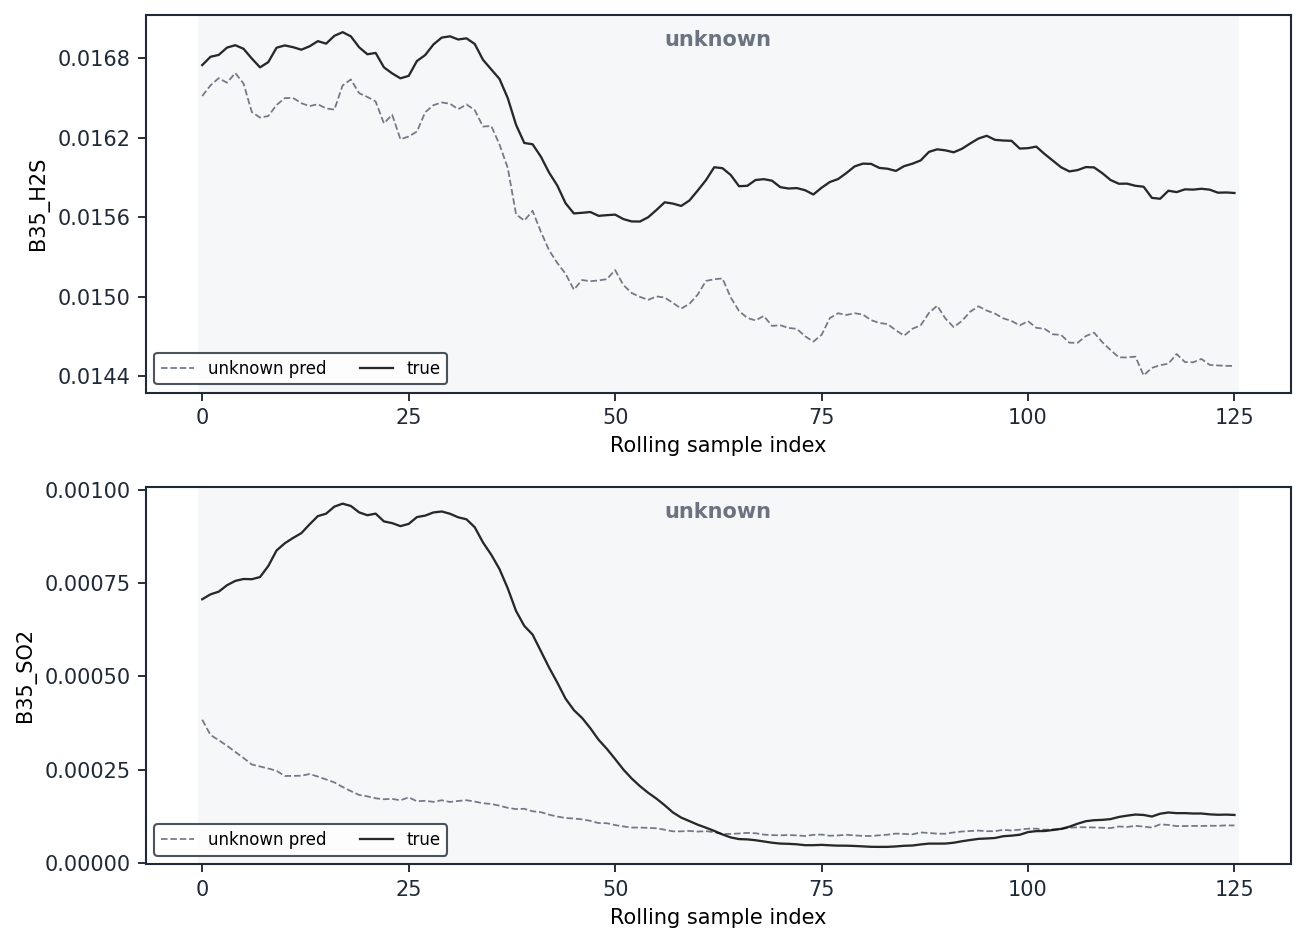 unknown
0.0168
0.0162
0.0156
0.0150
0.0144
B35_H2S
unknown pred true
0 25 50 75 100 125
Rolling sample index
unknown
0.00100
0.00075
0.00050
0.00025
0.00000
B35_SO2
unknown pred true
0 25 50 75 100 125
Rolling sample index